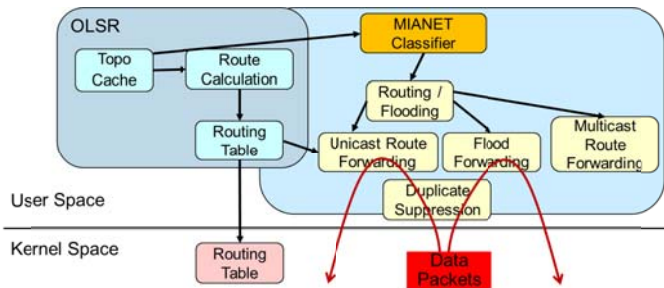 OLSR
MIANET
Classifier
Topo
Cache
Route
Calculation
Routing /
Flooding
Routing
Table
Unicast Route
Forwarding
Flood
Forwarding
Multicast
Route
Forwarding
Duplicate
Suppression
User Space
Kernel Space
Routing
Table
Data
Packets